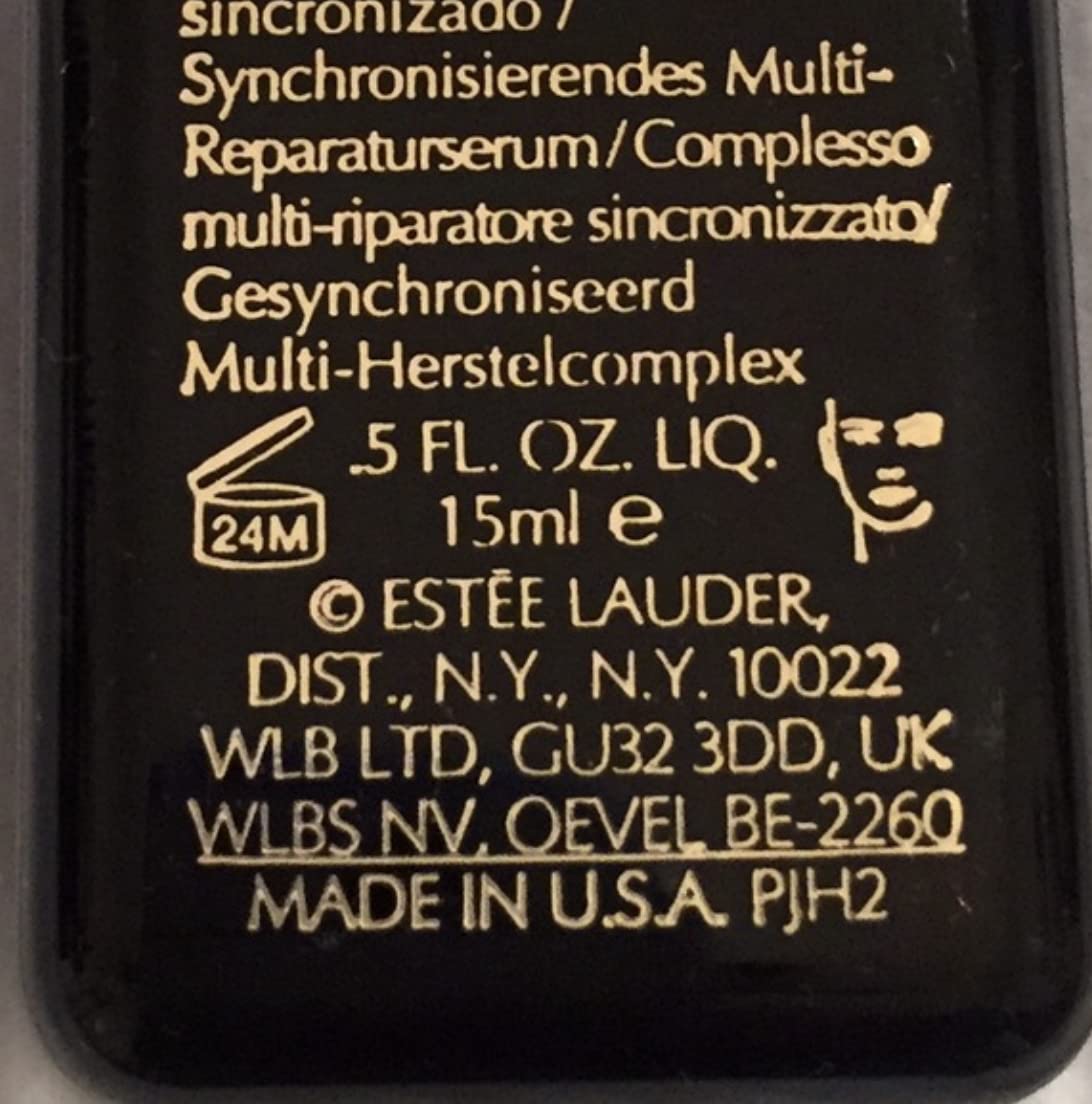 sincronizado /
Synchronisierendes Multi-
Reparaturserum/Complesso
multi-riparatore sincronizzato/
Gesynchroniseerd
Multi-Herstelcomplex
.5 FL. OZ. LIQ.
24M 15ml e
© ESTĒE LAUDER,
DIST., N.Y., N.Y. 10022
WLB LTD, GU32 3DD, UK
WLBS NV, OEVEL BE-2260
MADE IN U.S.A. PJH2